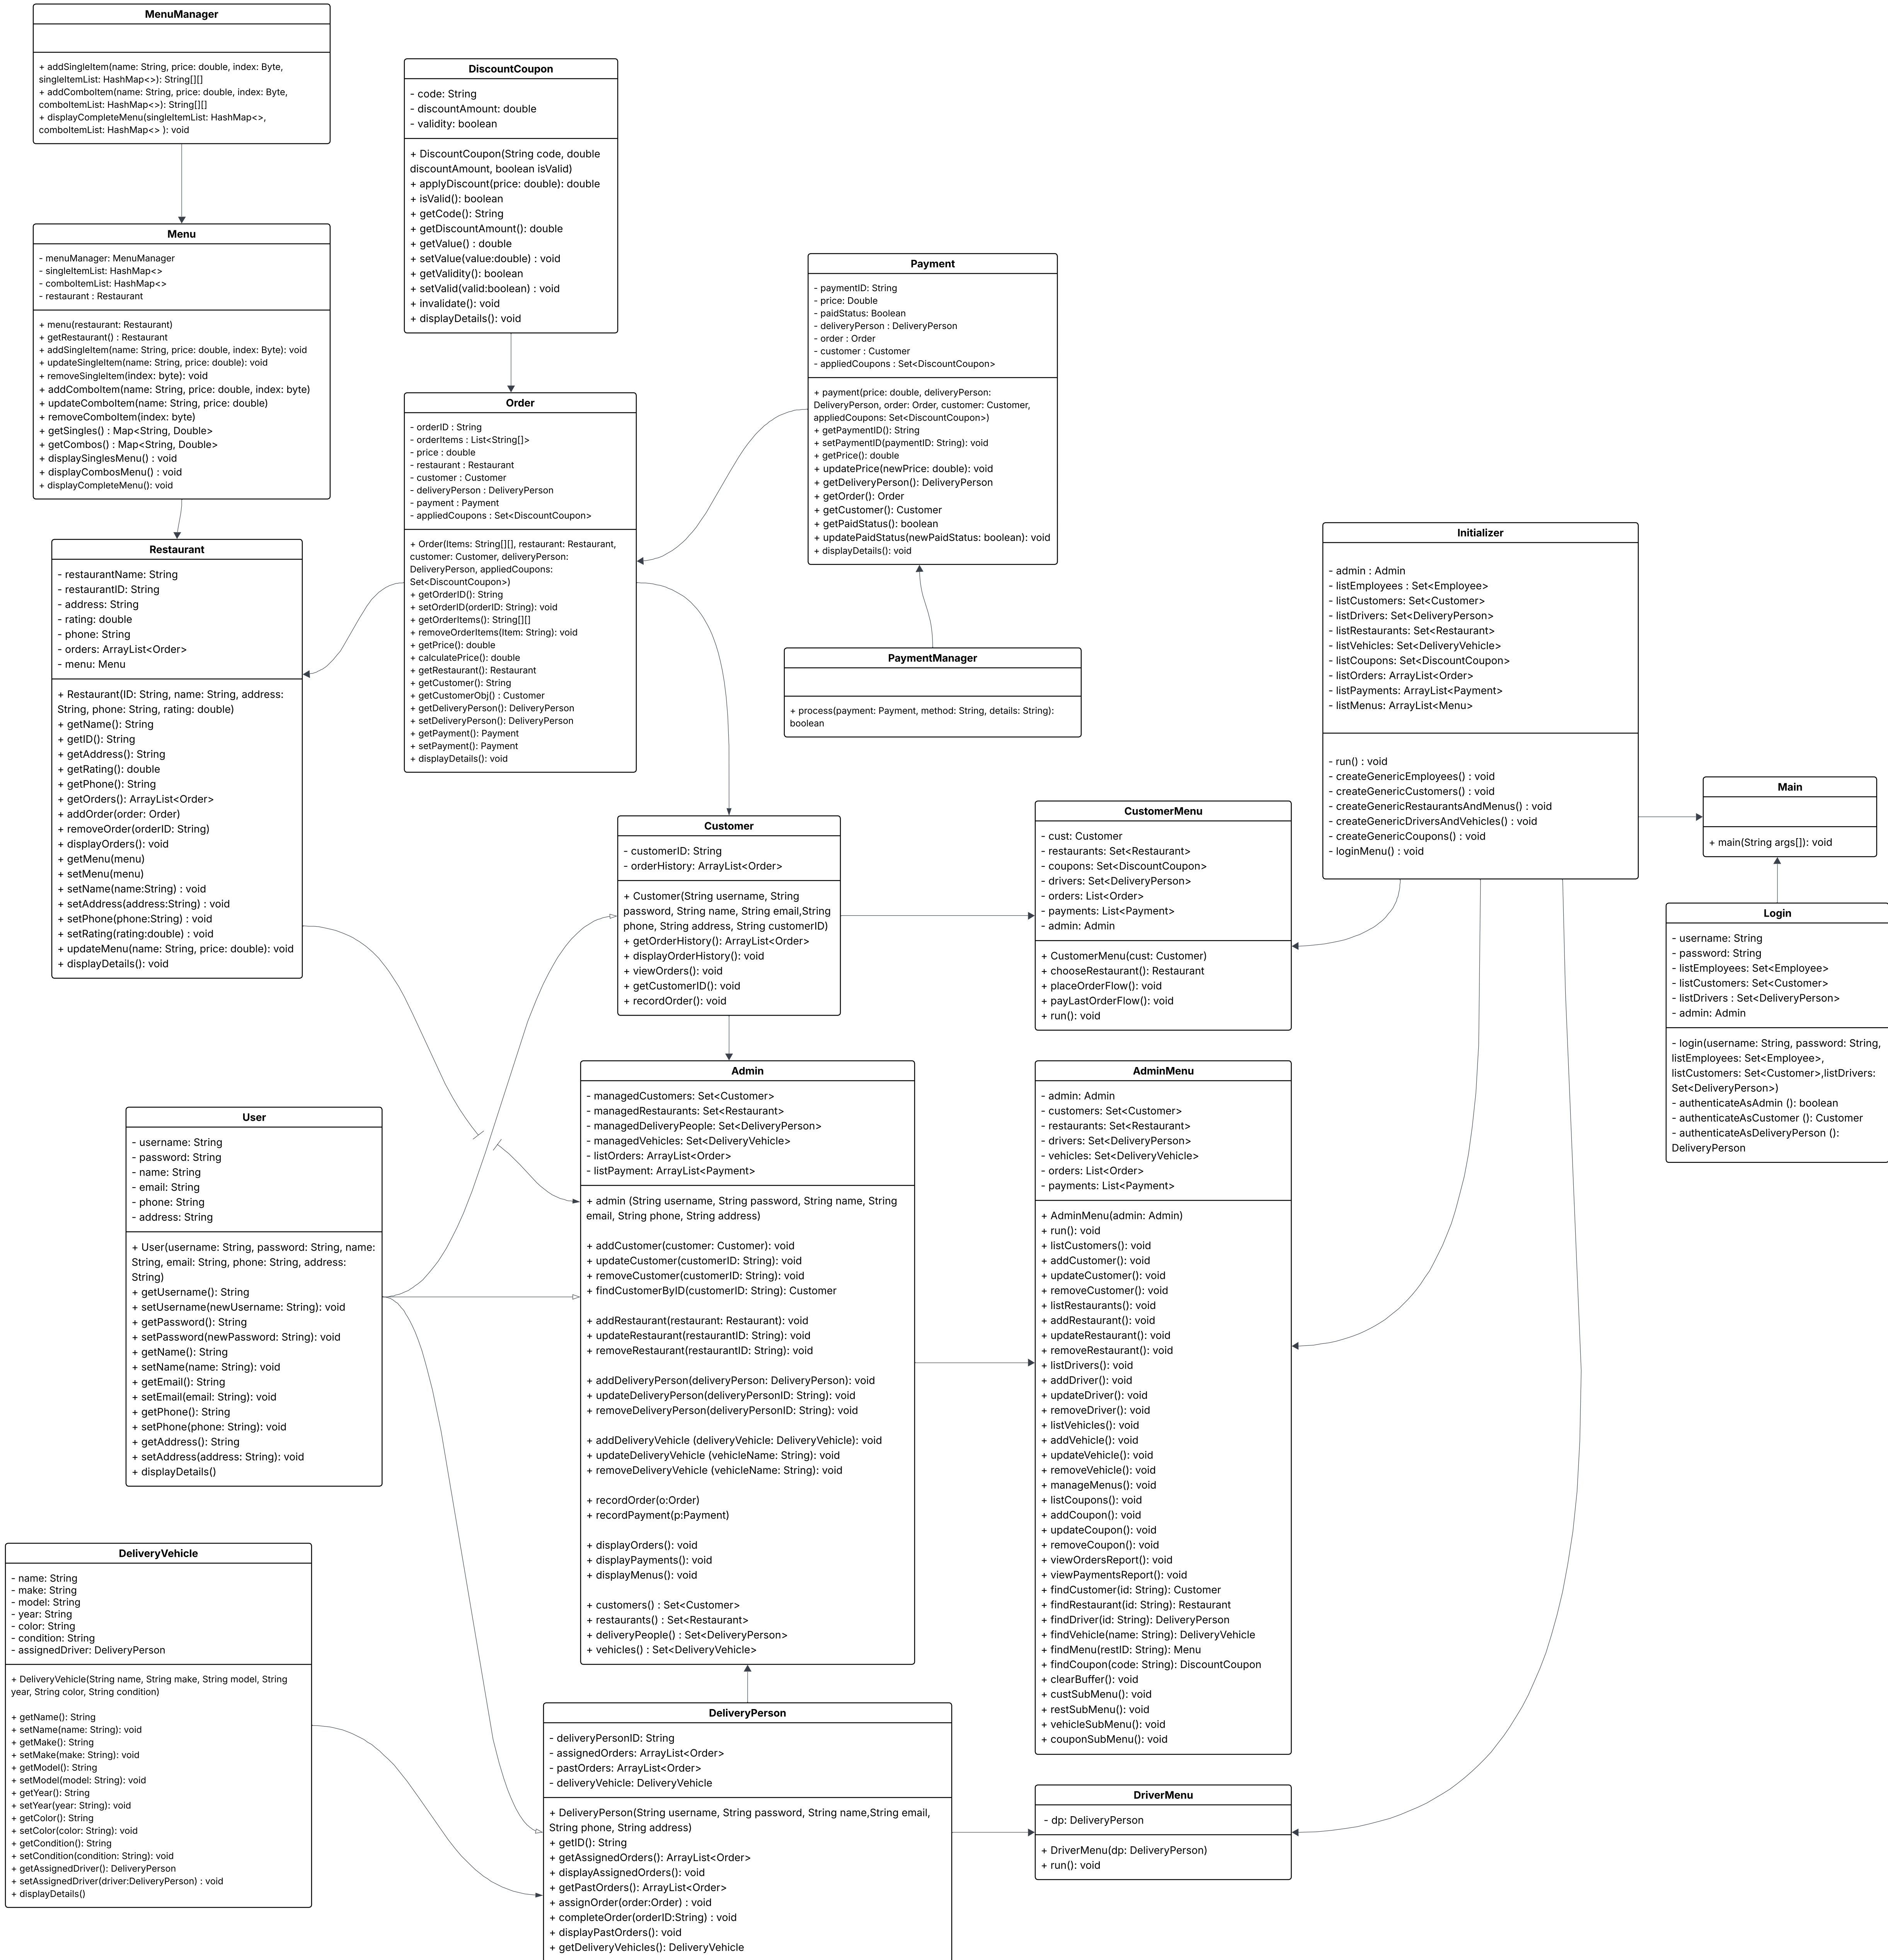 MenuManager
+ addSingleItem(name: String, price: double, index: Byte,
singleItemList: HashMap<>): String[][]
+ addComboItem(name: String, price: double, index: Byte,
comboItemList: HashMap<>): String[][]
+ displayCompleteMenu(singleItemList: HashMap<>,
comboItemList: HashMap<> ): void
DiscountCoupon
- code: String
- discountAmount: double
- validity: boolean
+ DiscountCoupon(String code, double
discountAmount, boolean isValid)
+ applyDiscount(price: double): double
+ isValid(): boolean
+ getCode(): String
+ getDiscountAmount(): double
+ getValue() : double
+ setValue(value:double) : void
+ getValidity(): boolean
+ setValid(valid:boolean) : void
+ invalidate(): void
+ displayDetails(): void
Menu
- menuManager: MenuManager
- singleItemList: HashMap<>
- comboItemList: HashMap<>
- restaurant : Restaurant
+ menu(restaurant: Restaurant)
+ getRestaurant() : Restaurant
+ addSingleItem(name: String, price: double, index: Byte): void
+ updateSingleItem(name: String, price: double): void
+ removeSingleItem(index: byte): void
+ addComboItem(name: String, price: double, index: byte)
+ updateComboItem(name: String, price: double)
+ removeComboItem(index: byte)
+ getSingles() : Map<String, Double>
+ getCombos() : Map<String, Double>
+ displaySinglesMenu() : void
+ displayCombosMenu() : void
+ displayCompleteMenu(): void
Payment
- paymentID: String
- price: Double
- paidStatus: Boolean
- deliveryPerson : DeliveryPerson
- order : Order
- customer : Customer
- appliedCoupons : Set<DiscountCoupon>
+ payment(price: double, deliveryPerson:
DeliveryPerson, order: Order, customer: Customer,
appliedCoupons: Set<DiscountCoupon>)
+ getPaymentID(): String
+ setPaymentID(paymentID: String): void
+ getPrice(): double
+ updatePrice(newPrice: double): void
+ getDeliveryPerson(): DeliveryPerson
+ getOrder(): Order
+ getCustomer(): Customer
+ getPaidStatus(): boolean
+ updatePaidStatus(newPaidStatus: boolean): void
+ displayDetails(): void
Order
- orderID : String
- orderItems : List<String[]>
- price : double
- restaurant : Restaurant
- customer : Customer
- deliveryPerson : DeliveryPerson
- payment : Payment
- appliedCoupons : Set<DiscountCoupon>
+ Order(Items: String[][], restaurant: Restaurant,
customer: Customer, deliveryPerson:
DeliveryPerson, appliedCoupons:
Set<DiscountCoupon>)
+ getOrderID(): String
+ setOrderID(orderID: String): void
+ getOrderItems(): String[][]
+ removeOrderItems(Item: String): void
+ getPrice(): double
+ calculatePrice(): double
+ getRestaurant(): Restaurant
+ getCustomer(): String
+ getCustomerObj() : Customer
+ getDeliveryPerson(): DeliveryPerson
+ setDeliveryPerson(): DeliveryPerson
+ getPayment(): Payment
+ setPayment(): Payment
+ displayDetails(): void
Restaurant
- restaurantName: String
- restaurantID: String
- address: String
- rating: double
- phone: String
- orders: ArrayList<Order>
- menu: Menu
+ Restaurant(ID: String, name: String, address:
String, phone: String, rating: double)
+ getName(): String
+ getID(): String
+ getAddress(): String
+ getRating(): double
+ getPhone(): String
+ getOrders(): ArrayList<Order>
+ addOrder(order: Order)
+ removeOrder(orderID: String)
+ displayOrders(): void
+ getMenu(menu)
+ setMenu(menu)
+ setName(name:String) : void
+ setAddress(address:String) : void
+ setPhone(phone:String) : void
+ setRating(rating:double) : void
+ updateMenu(name: String, price: double): void
+ displayDetails(): void
PaymentManager
+ process(payment: Payment, method: String, details: String):
boolean
Initializer
- admin : Admin
- listEmployees : Set<Employee>
- listCustomers: Set<Customer>
- listDrivers: Set<DeliveryPerson>
- listRestaurants: Set<Restaurant>
- listVehicles: Set<DeliveryVehicle>
- listCoupons: Set<DiscountCoupon>
- listOrders: ArrayList<Order>
- listPayments: ArrayList<Payment>
- listMenus: ArrayList<Menu>
- run() : void
- createGenericEmployees() : void
- createGenericCustomers() : void
- createGenericRestaurantsAndMenus() : void
- createGenericDriversAndVehicles() : void
- createGenericCoupons() : void
- loginMenu() : void
Main
+ main(String args[]): void
Customer
- customerID: String
- orderHistory: ArrayList<Order>
+ Customer(String username, String
password, String name, String email,String
phone, String address, String customerID)
+ getOrderHistory(): ArrayList<Order>
+ displayOrderHistory(): void
+ viewOrders(): void
+ getCustomerID(): void
+ recordOrder(): void
CustomerMenu
- cust: Customer
- restaurants: Set<Restaurant>
- coupons: Set<DiscountCoupon>
- drivers: Set<DeliveryPerson>
- orders: List<Order>
- payments: List<Payment>
- admin: Admin
+ CustomerMenu(cust: Customer)
+ chooseRestaurant(): Restaurant
+ placeOrderFlow(): void
+ payLastOrderFlow(): void
+ run(): void
Login
- username: String
- password: String
- listEmployees: Set<Employee>
- listCustomers: Set<Customer>
- listDrivers : Set<DeliveryPerson>
- admin: Admin
- login(username: String, password: String,
listEmployees: Set<Employee>,
listCustomers: Set<Customer>,listDrivers:
Set<DeliveryPerson>)
- authenticateAsAdmin (): boolean
- authenticateAsCustomer (): Customer
- authenticateAsDeliveryPerson ():
DeliveryPerson
User
- username: String
- password: String
- name: String
- email: String
- phone: String
- address: String
+ User(username: String, password: String, name:
String, email: String, phone: String, address:
String)
+ getUsername(): String
+ setUsername(newUsername: String): void
+ getPassword(): String
+ setPassword(newPassword: String): void
+ getName(): String
+ setName(name: String): void
+ getEmail(): String
+ setEmail(email: String): void
+ getPhone(): String
+ setPhone(phone: String): void
+ getAddress(): String
+ setAddress(address: String): void
+ displayDetails()
Admin
- managedCustomers: Set<Customer>
- managedRestaurants: Set<Restaurant>
- managedDeliveryPeople: Set<DeliveryPerson>
- managedVehicles: Set<DeliveryVehicle>
- listOrders: ArrayList<Order>
- listPayment: ArrayList<Payment>
+ admin (String username, String password, String name, String
email, String phone, String address)
+ addCustomer(customer: Customer): void
+ updateCustomer(customerID: String): void
+ removeCustomer(customerID: String): void
+ findCustomerByID(customerID: String): Customer
+ addRestaurant(restaurant: Restaurant): void
+ updateRestaurant(restaurantID: String): void
+ removeRestaurant(restaurantID: String): void
+ addDeliveryPerson(deliveryPerson: DeliveryPerson): void
+ updateDeliveryPerson(deliveryPersonID: String): void
+ removeDeliveryPerson(deliveryPersonID: String): void
+ addDeliveryVehicle (deliveryVehicle: DeliveryVehicle): void
+ updateDeliveryVehicle (vehicleName: String): void
+ removeDeliveryVehicle (vehicleName: String): void
+ recordOrder(o:Order)
+ recordPayment(p:Payment)
+ displayOrders(): void
+ displayPayments(): void
+ displayMenus(): void
+ customers() : Set<Customer>
+ restaurants() : Set<Restaurant>
+ deliveryPeople() : Set<DeliveryPerson>
+ vehicles() : Set<DeliveryVehicle>
AdminMenu
- admin: Admin
- customers: Set<Customer>
- restaurants: Set<Restaurant>
- drivers: Set<DeliveryPerson>
- vehicles: Set<DeliveryVehicle>
- orders: List<Order>
- payments: List<Payment>
+ AdminMenu(admin: Admin)
+ run(): void
+ listCustomers(): void
+ addCustomer(): void
+ updateCustomer(): void
+ removeCustomer(): void
+ listRestaurants(): void
+ addRestaurant(): void
+ updateRestaurant(): void
+ removeRestaurant(): void
+ listDrivers(): void
+ addDriver(): void
+ updateDriver(): void
+ removeDriver(): void
+ listVehicles(): void
+ addVehicle(): void
+ updateVehicle(): void
+ removeVehicle(): void
+ manageMenus(): void
+ listCoupons(): void
+ addCoupon(): void
+ updateCoupon(): void
+ removeCoupon(): void
+ viewOrdersReport(): void
+ viewPaymentsReport(): void
+ findCustomer(id: String): Customer
+ findRestaurant(id: String): Restaurant
+ findDriver(id: String): DeliveryPerson
+ findVehicle(name: String): DeliveryVehicle
+ findMenu(restID: String): Menu
+ findCoupon(code: String): DiscountCoupon
+ clearBuffer(): void
+ custSubMenu(): void
+ restSubMenu(): void
+ vehicleSubMenu(): void
+ couponSubMenu(): void
DeliveryVehicle
- name: String
- make: String
- model: String
- year: String
- color: String
- condition: String
- assignedDriver: DeliveryPerson
+ DeliveryVehicle(String name, String make, String model, String
year, String color, String condition)
+ getName(): String
+ setName(name: String): void
+ getMake(): String
+ setMake(make: String): void
+ getModel(): String
+ setModel(model: String): void
+ getYear(): String
+ setYear(year: String): void
+ getColor(): String
+ setColor(color: String): void
+ getCondition(): String
+ setCondition(condition: String): void
+ getAssignedDriver(): DeliveryPerson
+ setAssignedDriver(driver:DeliveryPerson) : void
+ displayDetails()
DeliveryPerson
- deliveryPersonID: String
- assignedOrders: ArrayList<Order>
- pastOrders: ArrayList<Order>
- deliveryVehicle: DeliveryVehicle
+ DeliveryPerson(String username, String password, String name,String email,
String phone, String address)
+ getID(): String
+ getAssignedOrders(): ArrayList<Order>
+ displayAssignedOrders(): void
+ getPastOrders(): ArrayList<Order>
+ assignOrder(order:Order) : void
+ completeOrder(orderID:String) : void
+ displayPastOrders(): void
+ getDeliveryVehicles(): DeliveryVehicle
DriverMenu
- dp: DeliveryPerson
+ DriverMenu(dp: DeliveryPerson)
+ run(): void